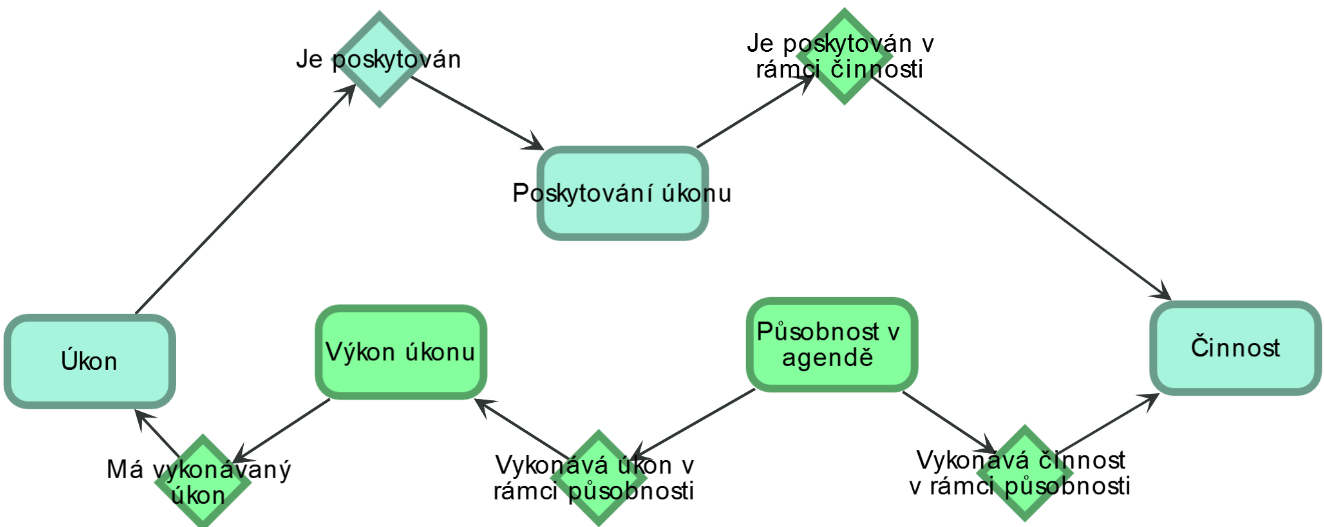 Je poskytován
Je poskytován v
rámci činnosti
Poskytování úkonu
Úkon
Výkon úkonu
Působnost v
agendě
Činnost
Má vykonávaný
úkon
Vykonává úkon v
rámci působnosti
Vykonává činnost
v rámci působnosti